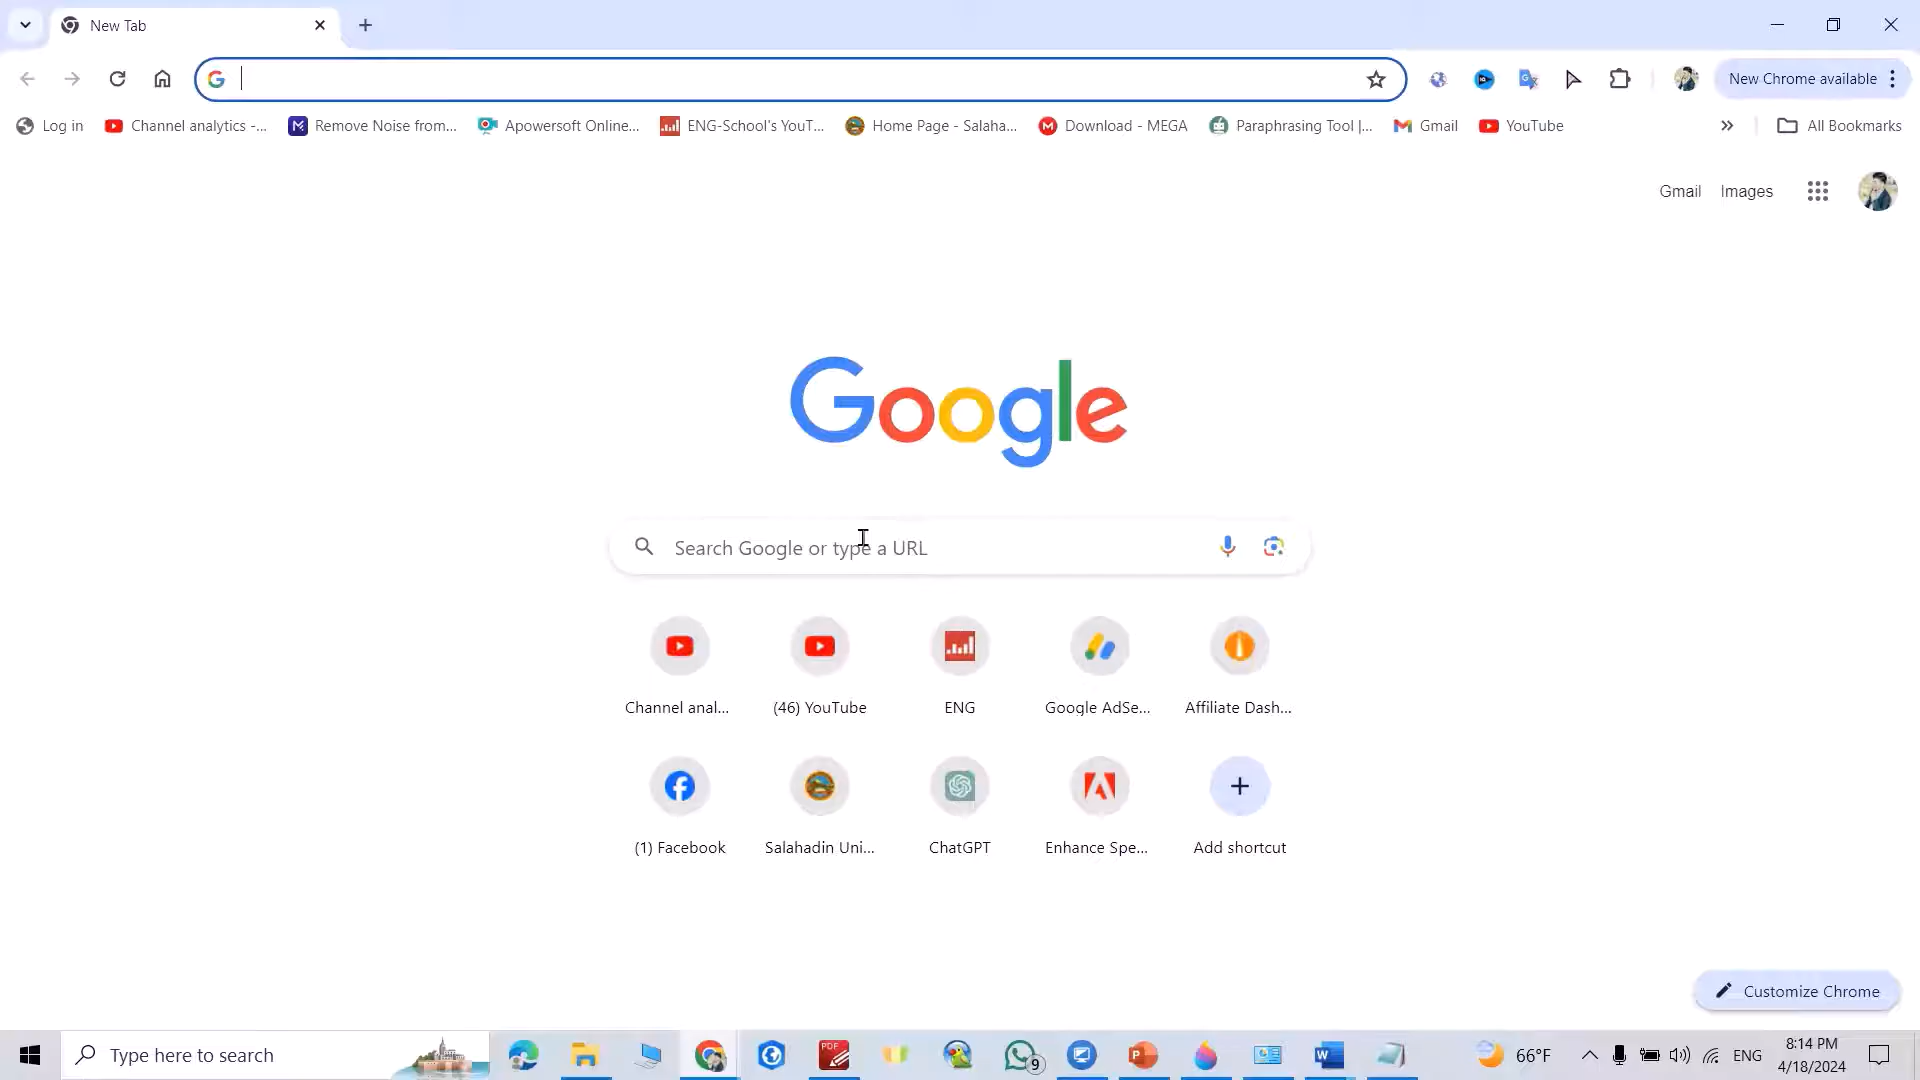 New Tab
New Chrome available
Log in
Channel analytics -...
Remove Noise from...
Apowersoft Online...
ENG-School's YouT...
Home Page - Salaha...
Download - MEGA
Paraphrasing Tool |...
Gmail
YouTube
All Bookmarks
Gmail
Images
Google
Search Google or type a URL
Channel anal...
(46) YouTube
ENG
Google AdSe...
Affiliate Dash...
(1) Facebook
Salahadin Uni...
ChatGPT
Enhance Spe...
Add shortcut
Customize Chrome
Type here to search
PDF
9
66°F
ENG
8:14 PM
4/18/2024